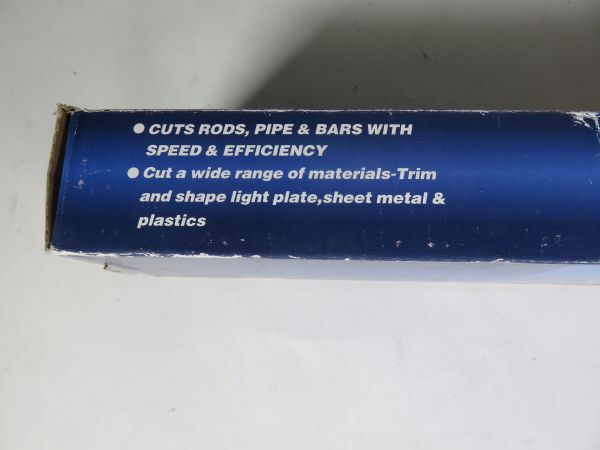 ● CUTS RODS, PIPE & BARS WITH
SPEED & EFFICIENCY
● Cut a wide range of materials-Trim
and shape light plate,sheet metal &
plastics